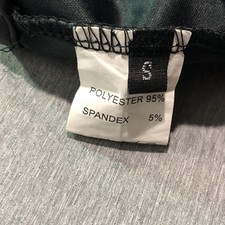 S
POLYESTER 95%
SPANDEX 5%